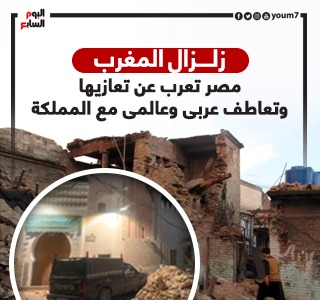 اليوم السابع
youm7
زلـــزال المغرب
مصر تعرب عن تعازيها
وتعاطف عربى وعالمى مع المملكة